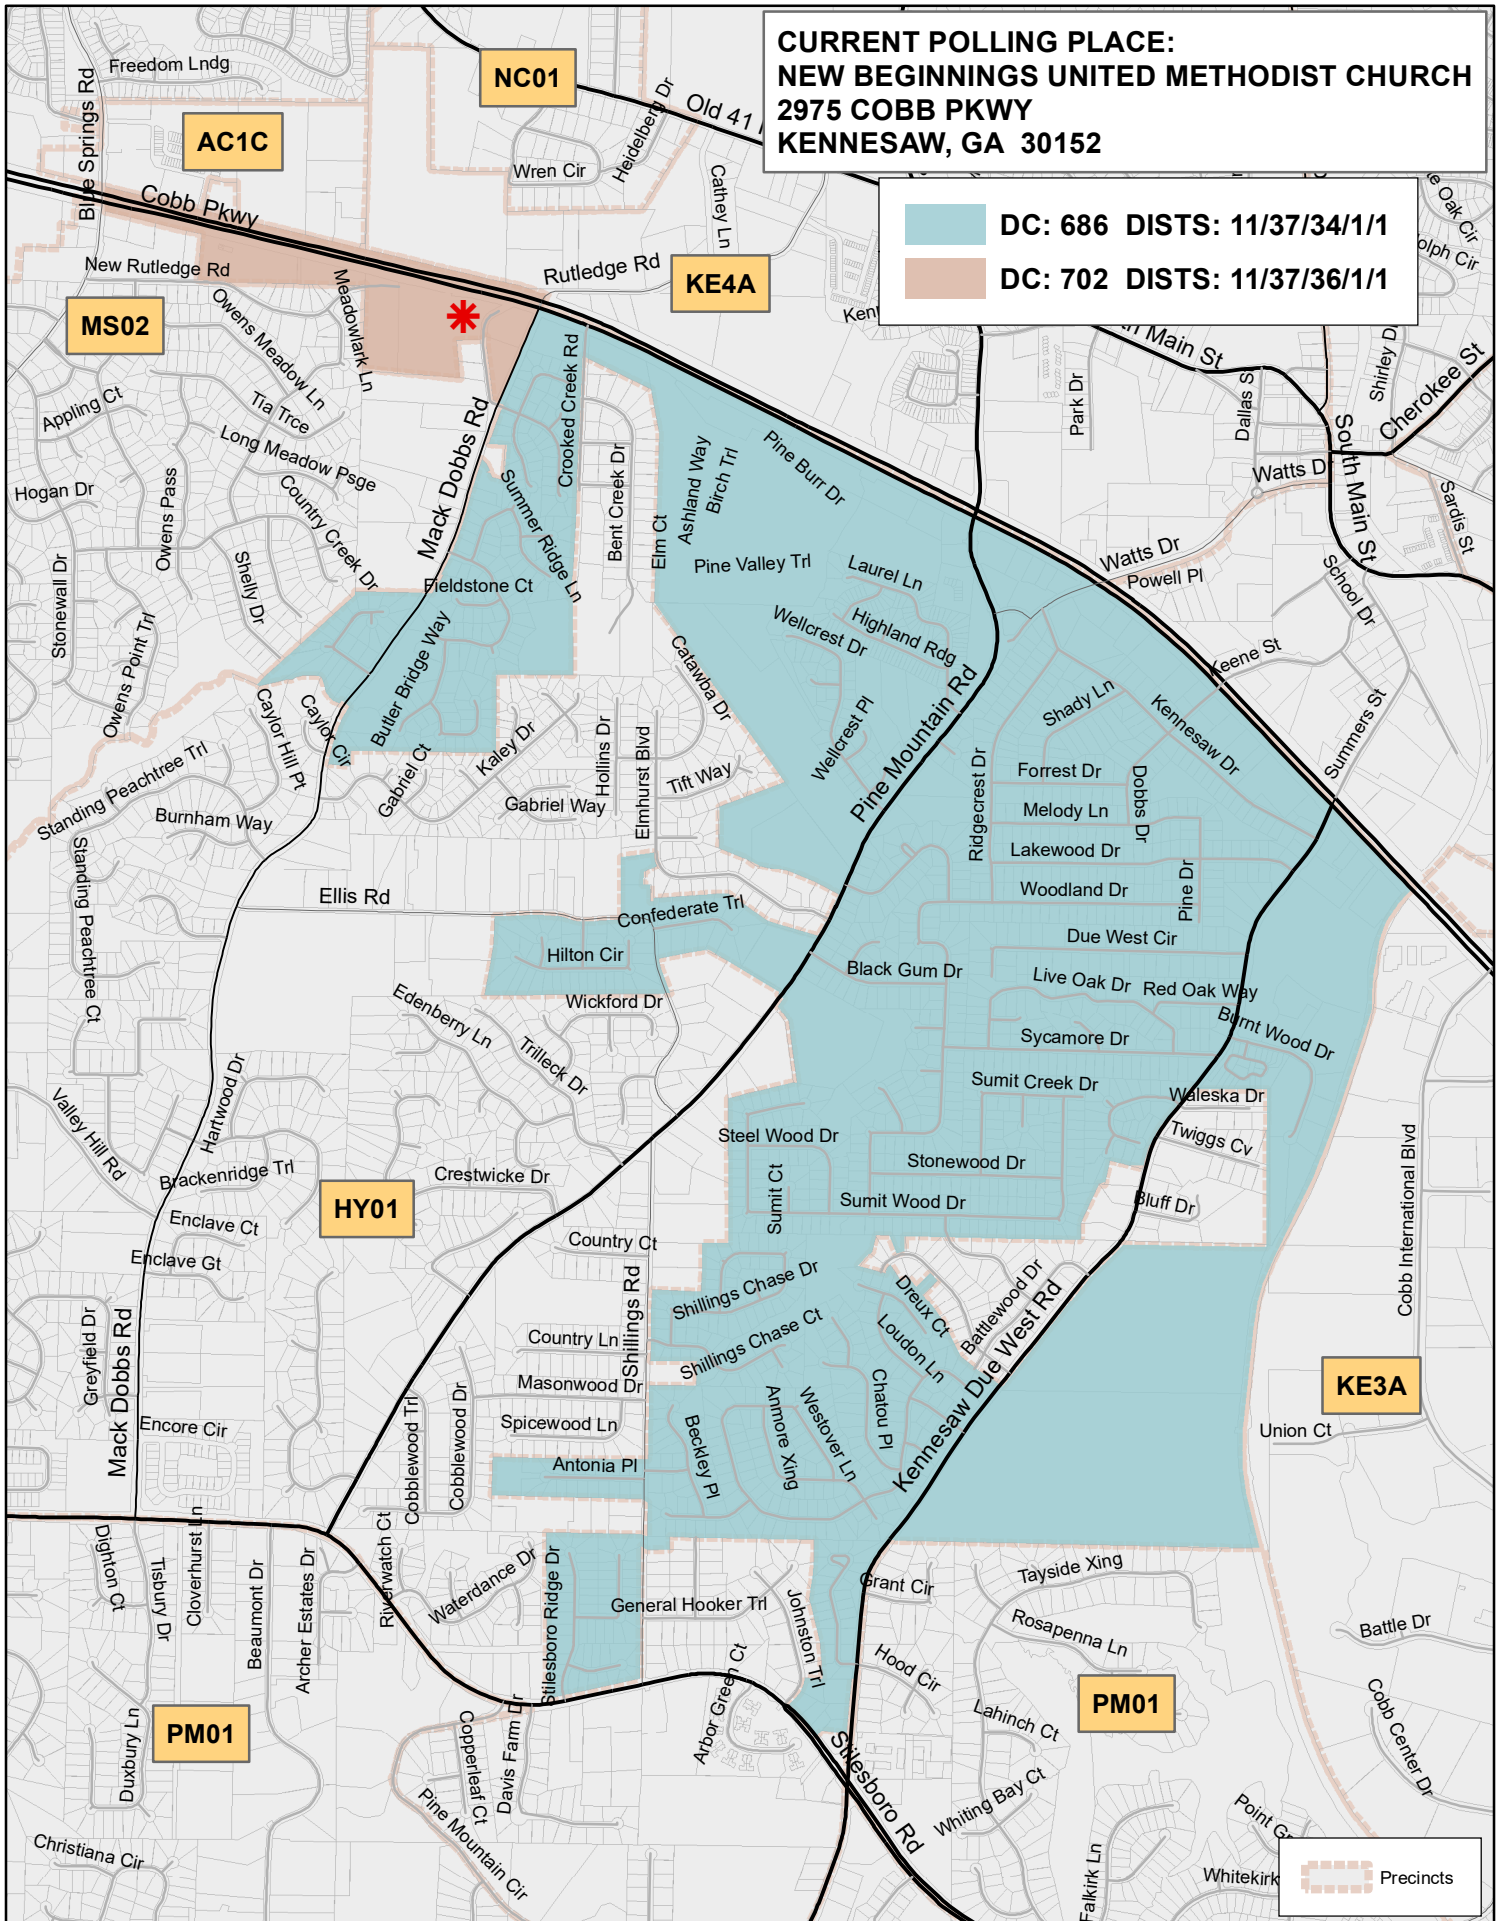 CURRENT POLLING PLACE:
NEW BEGINNINGS UNITED METHODIST CHURCH
2975 COBB PKWY
KENNESAW, GA 30152
DC: 686 DISTS: 11/37/34/1/1
DC: 702 DISTS: 11/37/36/1/1
Freedom Lndg
Blue Springs Rd
NC01
AC1C
Old 41
Heidelberg Dr
Wren Cir
Cathey Ln
Cobb Pkwy
New Rutledge Rd
Rutledge Rd
KE4A
MS02
Owens Meadow Ln
Meadowlark Ln
Main St
Shirley Dr
Cherokee St
Park Dr
Dallas S
South Main St
Appling Ct
Tia Trce
Long Meadow Psge
Mack Dobbs Rd
Crooked Creek Rd
Bent Creek Dr
Ashland Way
Birch Trl
Pine Burr Dr
Watts Dr
Sardis St
Hogan Dr
Owens Pass
Country Creek Dr
Summer Ridge Ln
Elm Ct
Pine Valley Trl
Laurel Ln
Watts Dr
Powell Pl
School Dr
Stonewall Dr
Shelly Dr
Fieldstone Ct
Owens Point Trl
Butler Bridge Way
Wellcrest Dr
Highland Rdg
Catawba Dr
Keene St
Caylor Hill Pt
Caylor Cir
Wellcrest Pl
Pine Mountain Rd
Shady Ln
Kennesaw Dr
Summers St
Standing Peachtree Trl
Gabriel Ct
Kaley Dr
Hollins Dr
Elmhurst Blvd
Tift Way
Gabriel Way
Burnham Way
Ridgecrest Dr
Forrest Dr
Dobbs Dr
Melody Ln
Lakewood Dr
Woodland Dr
Pine Dr
Standing Peachtree Ct
Ellis Rd
Confederate Trl
Due West Cir
Hilton Cir
Black Gum Dr
Live Oak Dr
Red Oak Way
Edenberry Ln
Wickford Dr
Burnt Wood Dr
Trilleck Dr
Sycamore Dr
Sumit Creek Dr
Waleska Dr
Valley Hill Rd
Hartwood Dr
Steel Wood Dr
Twiggs Cv
Cobb International Blvd
Brackenridge Trl
Crestwicke Dr
Stonewood Dr
HY01
Sumit Ct
Sumit Wood Dr
Bluff Dr
Enclave Ct
Enclave Gt
Country Ct
Shillings Rd
Shillings Chase Dr
Dreux Ct
Battlewood Dr
Greyfield Dr
Mack Dobbs Rd
Country Ln
Shillings Chase Ct
Loudon Ln
Kennesaw Due West Rd
KE3A
Masonwood Dr
Chatou Pl
Encore Cir
Cobblewood Trl
Cobblewood Dr
Spicewood Ln
Beckley Pl
Anmore Xing
Westover Ln
Union Ct
Antonia Pl
Dighton Ct
Tisbury Dr
Cloverhurst Ln
Beaumont Dr
Archer Estates Dr
Riverwatch Ct
Waterdance Dr
Stilesboro Ridge Dr
General Hooker Trl
Johnston Trl
Grant Cir
Tayside Xing
Rosapenna Ln
Battle Dr
Hood Cir
Arbor Green Ct
PM01
PM01
Duxbury Ln
Copperleaf Ct
Davis Farm Dr
Lahinch Ct
Cobb Center Dr
Stilesboro Rd
Whiting Bay Ct
Pine Mountain Cir
Christiana Cir
Falkirk Ln
Whitekirk
Precincts